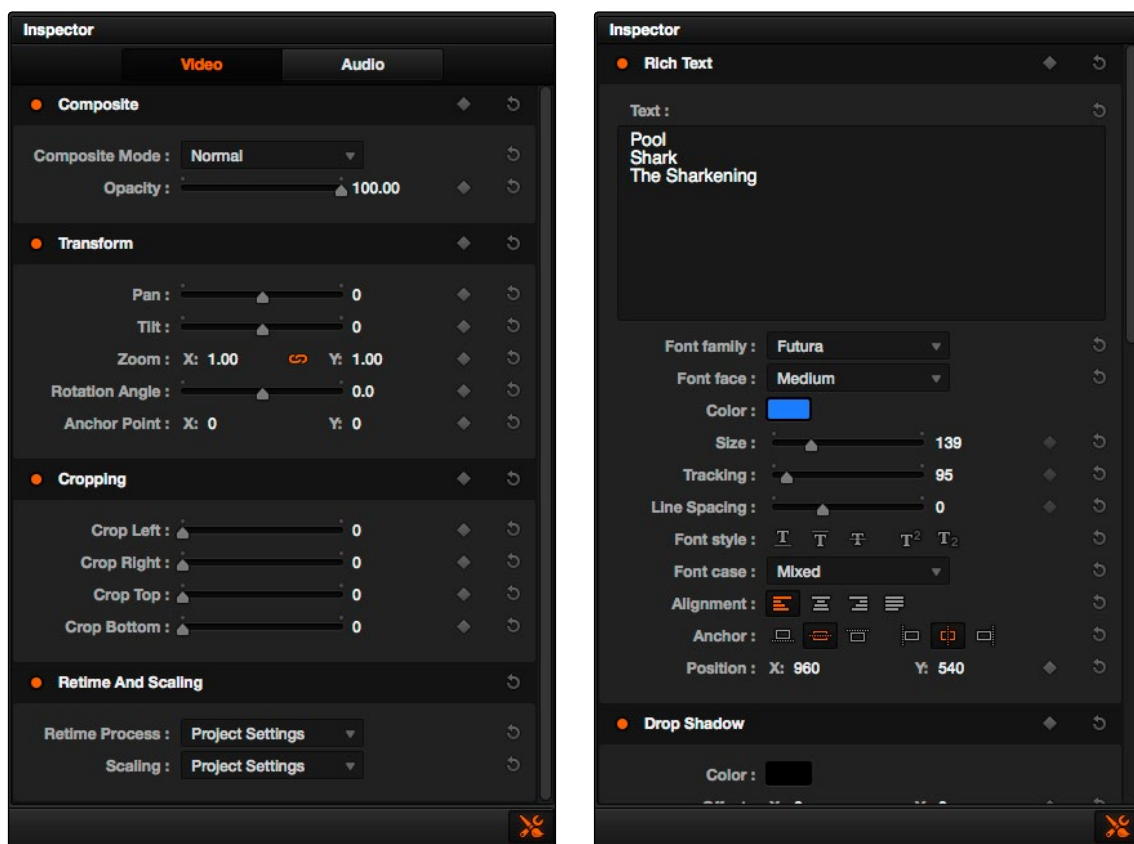 Inspector
Video Audio
Composite
Composite Mode : Normal
Opacity : 100.00
Transform
Pan : 0
Tilt : 0
Zoom : X: 1.00 Y: 1.00
Rotation Angle : 0.0
Anchor Point : X: 0 Y: 0
Cropping
Crop Left : 0
Crop Right : 0
Crop Top : 0
Crop Bottom : 0
Retime And Scaling
Retime Process : Project Settings
Scaling : Project Settings
Inspector
Rich Text
Text :
Pool
Shark
The Sharkening
Font family : Futura
Font face : Medium
Color :
Size : 139
Tracking : 95
Line Spacing : 0
Font style : T T T T2 T2
Font case : Mixed
Alignment :
Anchor :
Position : X: 960 Y: 540
Drop Shadow
Color :